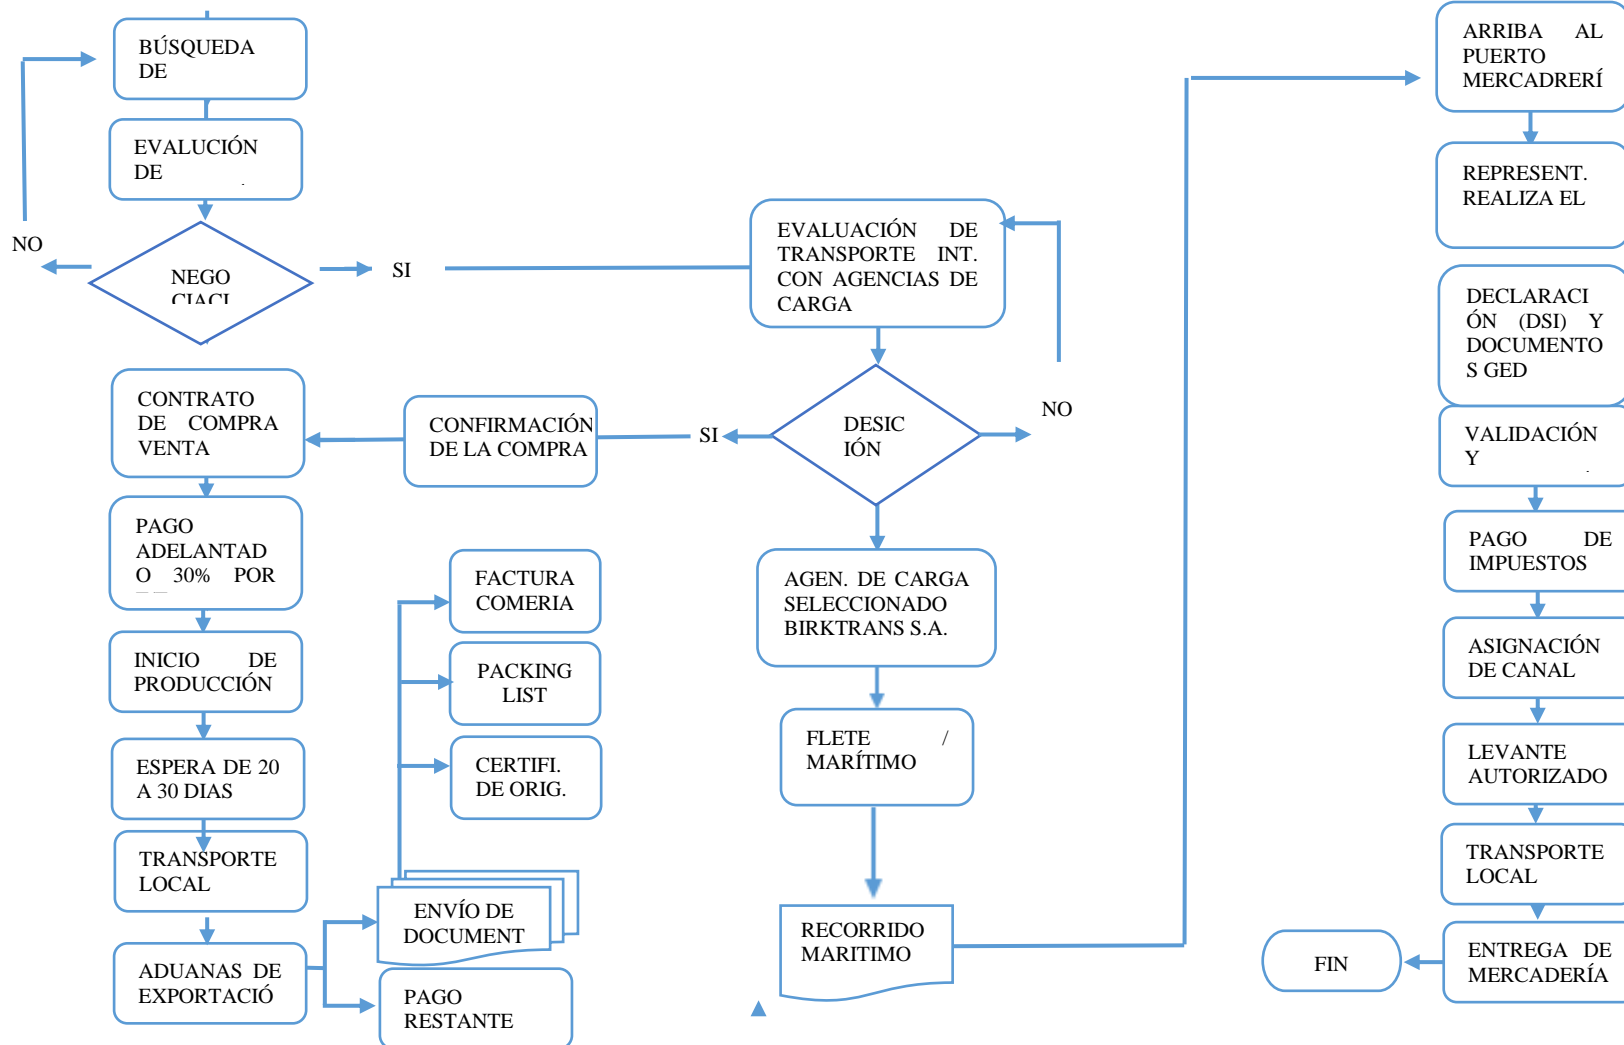 BÚSQUEDA
DE
EVALUCIÓN
DE
NO
NEGO
CIACI
SI
EVALUACIÓN DE
TRANSPORTE INT.
CON AGENCIAS DE
CARGA
DESIC
IÓN
NO
SI
CONFIRMACIÓN
DE LA COMPRA
CONTRATO
DE COMPRA
VENTA
PAGO
ADELANTAD
O 30% POR
INICIO DE
PRODUCCIÓN
ESPERA DE 20
A 30 DIAS
TRANSPORTE
LOCAL
ADUANAS DE
EXPORTACIÓ
ENVÍO DE
DOCUMENT
PAGO
RESTANTE
FACTURA
COMERIA
PACKING
LIST
CERTIFI.
DE ORIG.
AGEN. DE CARGA
SELECCIONADO
BIRKTRANS S.A.
FLETE /
MARÍTIMO
RECORRIDO
MARITIMO
ARRIBA AL
PUERTO
MERCADRERÍ
REPRESENT.
REALIZA EL
DECLARACI
ÓN (DSI) Y
DOCUMENTO
S GED
VALIDACIÓN
Y
PAGO DE
IMPUESTOS
ASIGNACIÓN
DE CANAL
LEVANTE
AUTORIZADO
TRANSPORTE
LOCAL
ENTREGA DE
MERCADERÍA
FIN